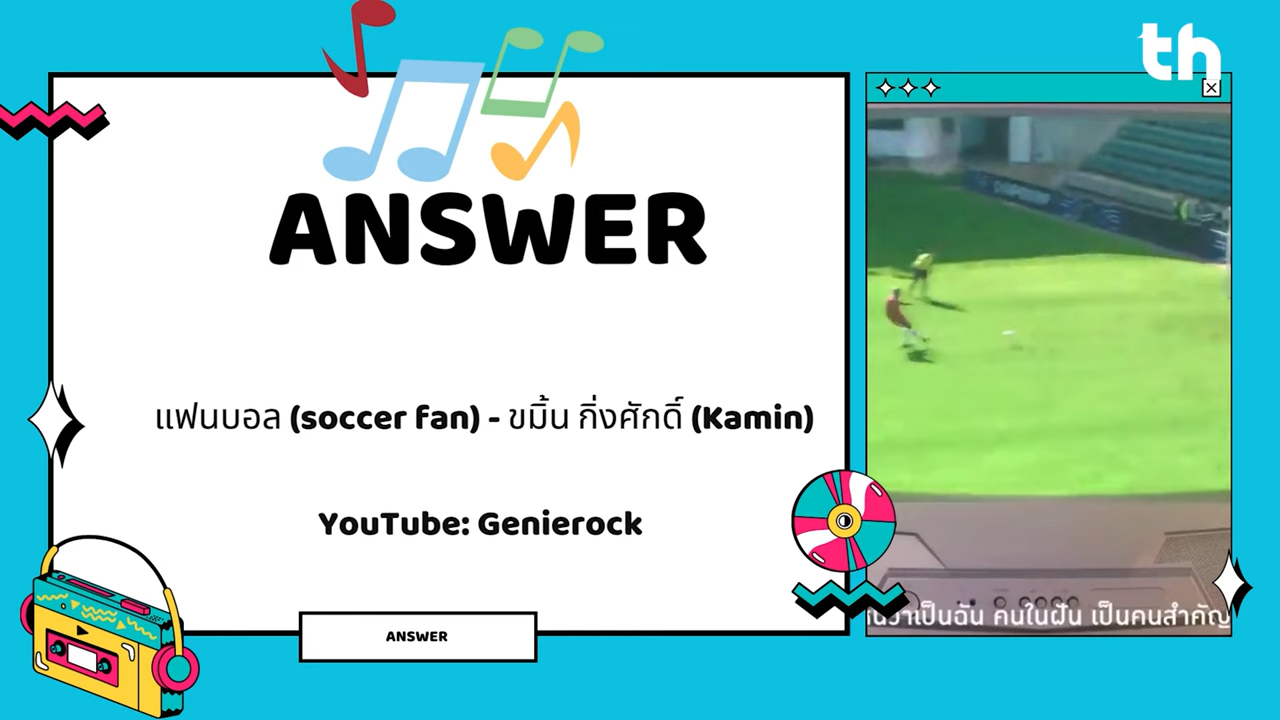 th
ANSWER
แฟนบอล (soccer fan) - ขมิ้น กิ่งศักดิ์ (Kamin)
YouTube: Genierock
เป็นฉัน คนในฝัน เป็นคนสำคัญ
ANSWER